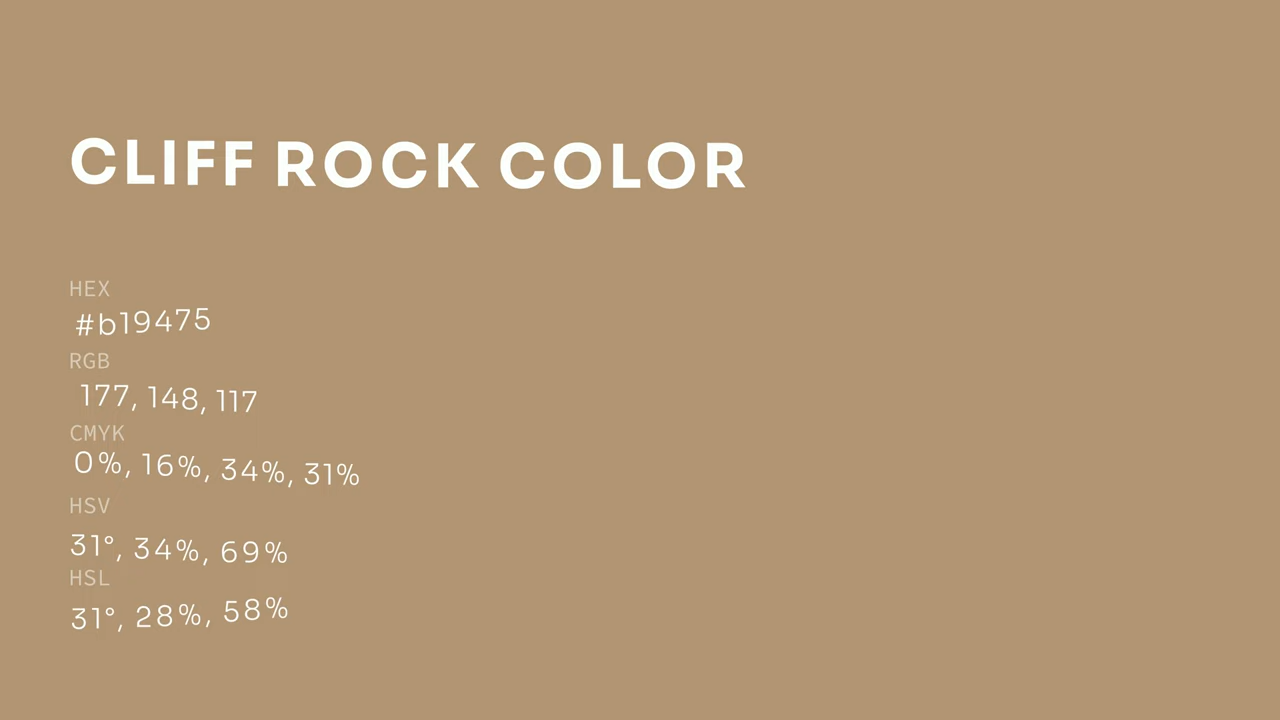 CLIFF ROCK COLOR
HEX
#b19475
RGB
177, 148, 117
CMYK
0%, 16%, 34%, 31%
HSV
31°, 34%, 69%
HSL
31°, 28%, 58%